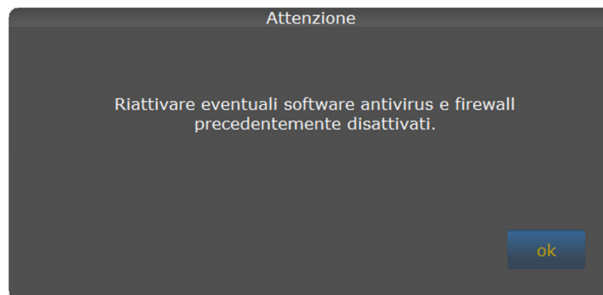 Attenzione
Riattivare eventuali software antivirus e firewall
precedentemente disattivati.
ok